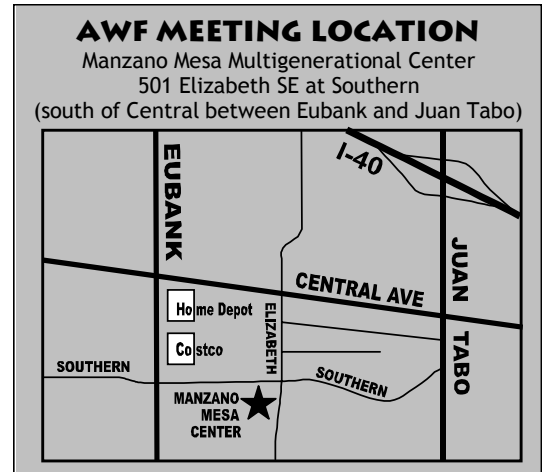 AWF MEETING LOCATION
Manzano Mesa Multigenerational Center
501 Elizabeth SE at Southern
(south of Central between Eubank and Juan Tabo)
EUBANK
I-40
JUAN
TABO
CENTRAL AVE
Home Depot
ELIZABETH
Costco
SOUTHERN
SOUTHERN
MANZANO
MESA
CENTER